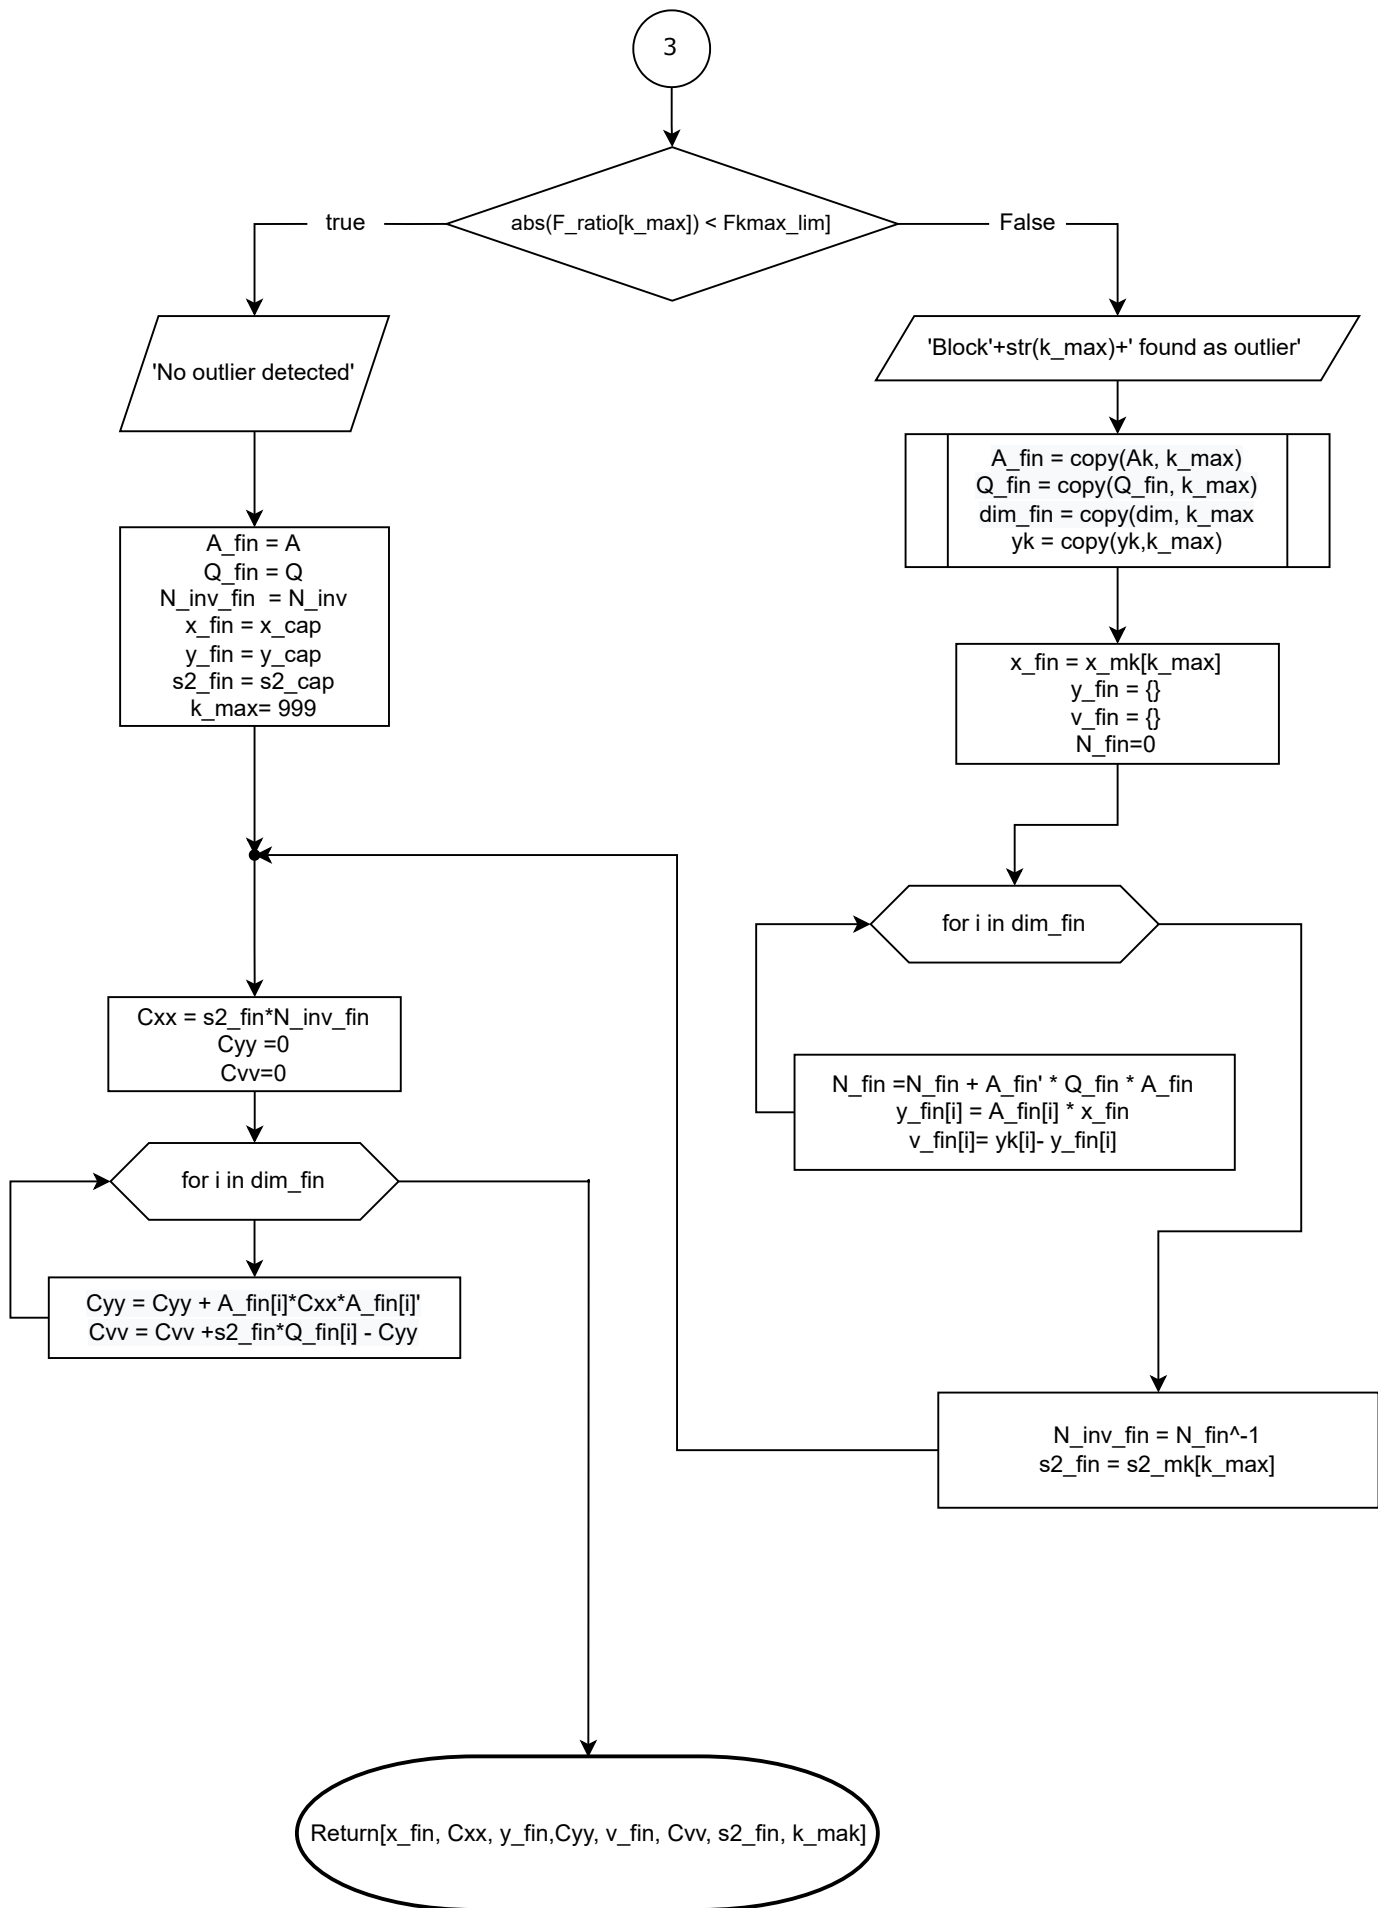 3
abs(F_ratio[k_max]) < Fkmax_lim]
true
False
'No outlier detected'
'Block'+str(k_max)+' found as outlier'
A_fin = copy(Ak, k_max)
Q_fin = copy(Q_fin, k_max)
dim_fin = copy(dim, k_max
yk = copy(yk,k_max)
A_fin = A
Q_fin = Q
N_inv_fin  = N_inv
x_fin = x_cap
y_fin = y_cap
s2_fin = s2_cap
k_max= 999
x_fin = x_mk[k_max]
y_fin = {}
v_fin = {}
N_fin=0
for i in dim_fin
N_fin =N_fin + A_fin' * Q_fin * A_fin
y_fin[i] = A_fin[i] * x_fin
v_fin[i]= yk[i]- y_fin[i]
Cxx = s2_fin*N_inv_fin
Cyy =0
Cvv=0
for i in dim_fin
Cyy = Cyy + A_fin[i]*Cxx*A_fin[i]'
Cvv = Cvv +s2_fin*Q_fin[i] - Cyy
N_inv_fin = N_fin^-1
s2_fin = s2_mk[k_max]
Return[x_fin, Cxx, y_fin,Cyy, v_fin, Cvv, s2_fin, k_mak]